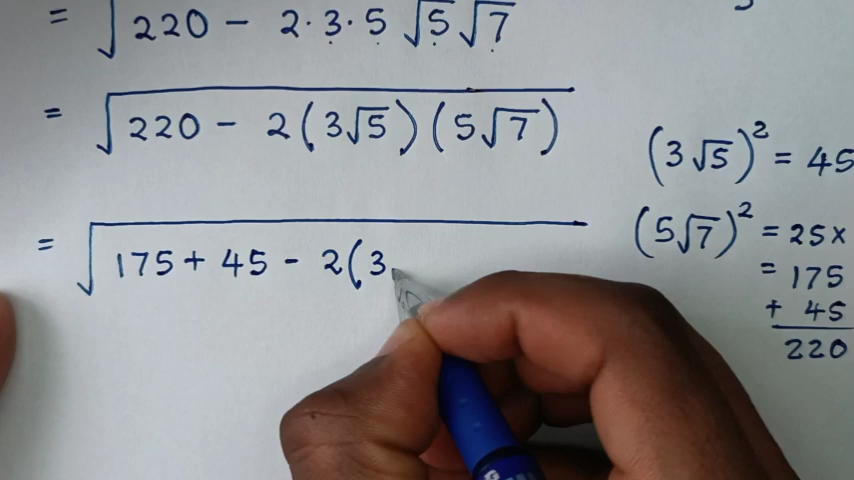 = √220 - 2·3·5 √5 √7
= √220 - 2(3√5)(5√7)
= √175 + 45 - 2(3
(3√5)² = 45
(5√7)² = 25×
= 175
+ 45
220